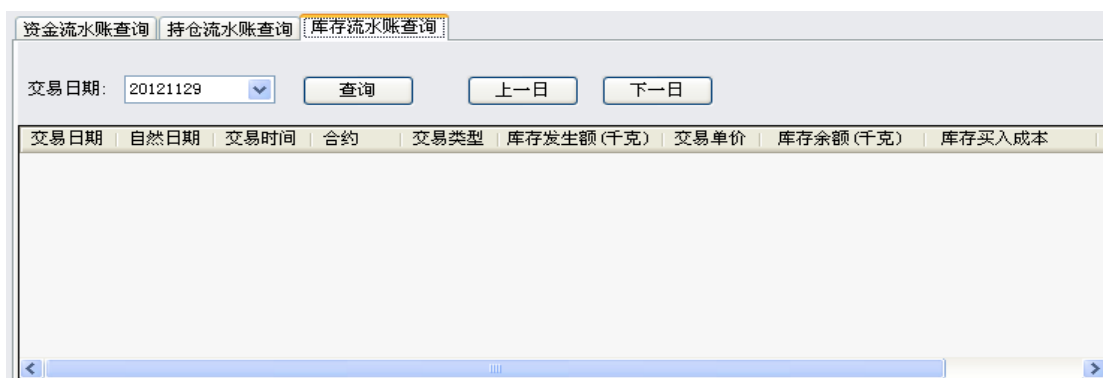 资金流水账查询 持仓流水账查询 库存流水账查询
交易日期: 20121129 查询 上一日 下一日
交易日期 自然日期 交易时间 合约 交易类型 库存发生额(千克) 交易单价 库存余额(千克) 库存买入成本